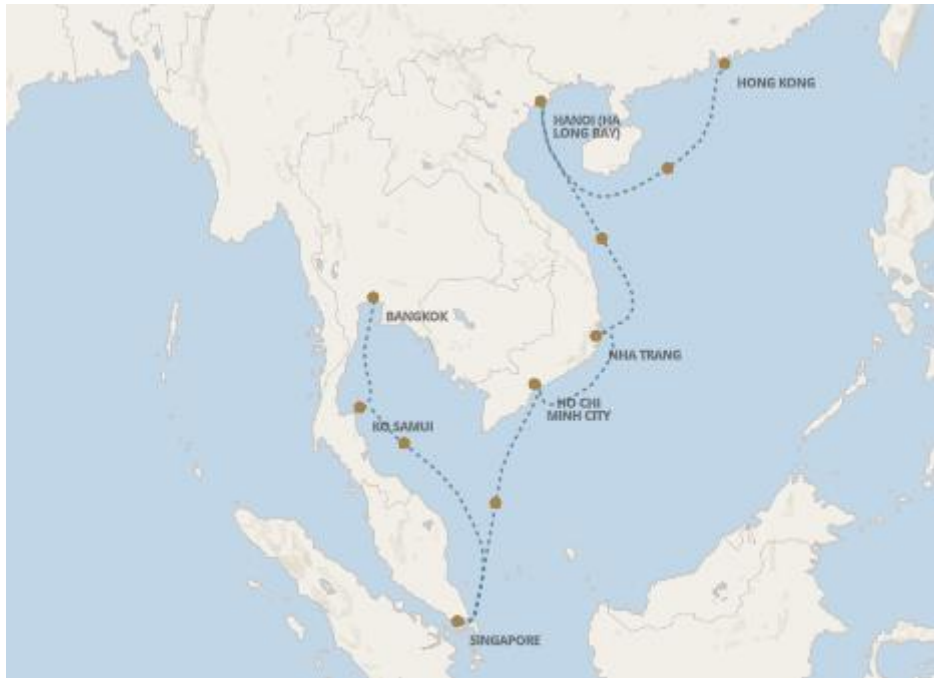 HONG KONG
HANOI (HA
LONG BAY)
BANGKOK
NHA TRANG
HO CHI
MINH CITY
KO SAMUI
SINGAPORE